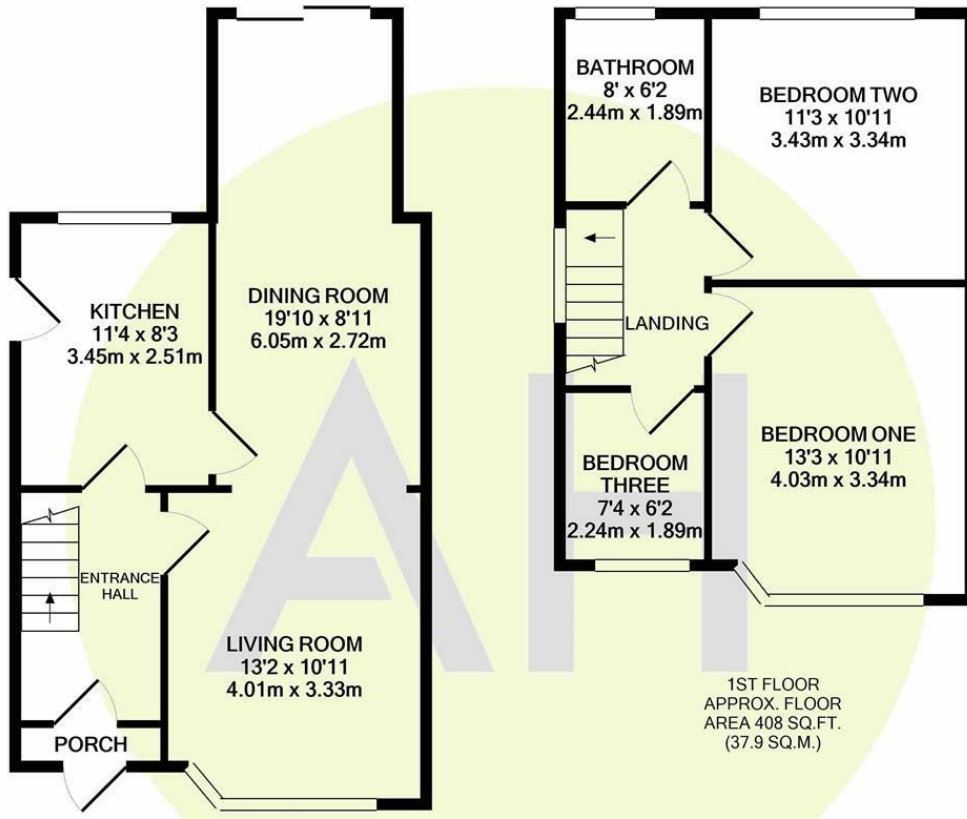 KITCHEN
11'4 x 8'3
3.45m x 2.51m
DINING ROOM
19'10 x 8'11
6.05m x 2.72m
ENTRANCE
HALL
LIVING ROOM
13'2 x 10'11
4.01m x 3.33m
PORCH
BATHROOM
8' x 6'2
2.44m x 1.89m
BEDROOM TWO
11'3 x 10'11
3.43m x 3.34m
LANDING
BEDROOM ONE
13'3 x 10'11
4.03m x 3.34m
BEDROOM
THREE
7'4 x 6'2
2.24m x 1.89m
1ST FLOOR
APPROX. FLOOR
AREA 408 SQ.FT.
(37.9 SQ.M.)
AH